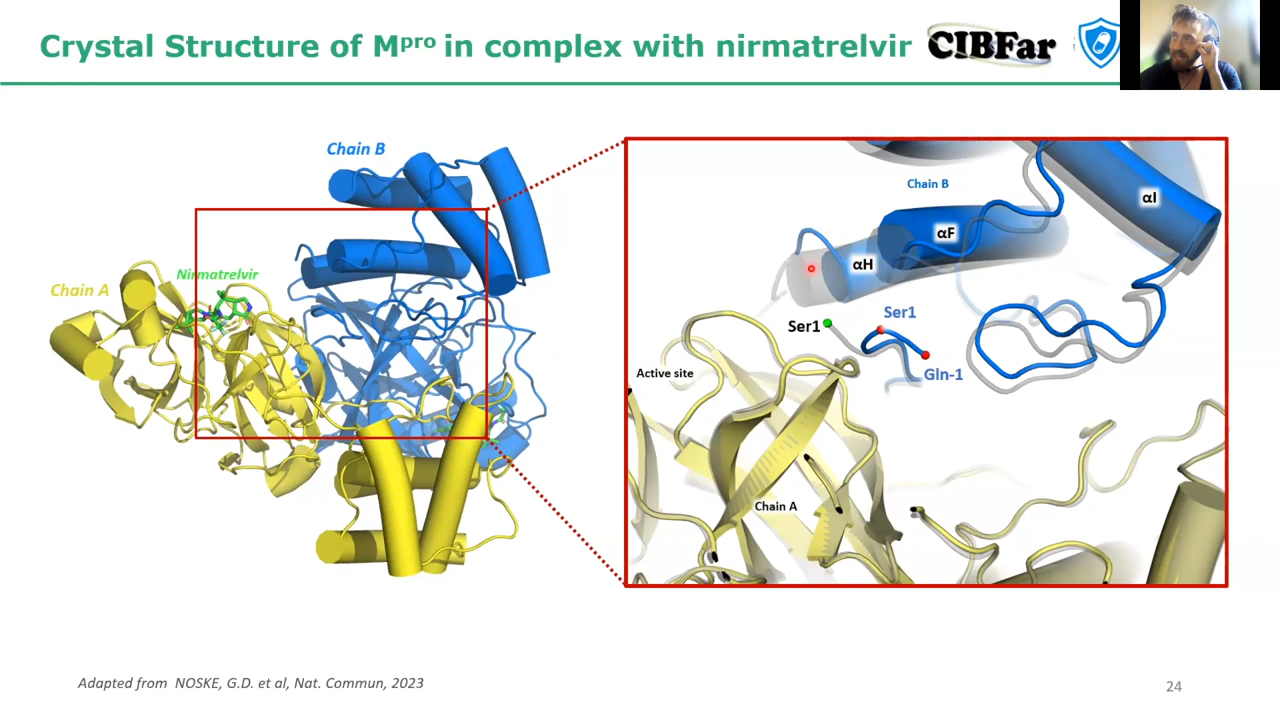 Crystal Structure of Mᵖʳᵒ in complex with nirmatrelvir
CIBFar
Chain B
Nirmatrelvir
Chain A
Chain B
αI
αF
αH
Ser1
Ser1
Gln-1
Active site
Chain A
Adapted from NOSKE, G.D. et al, Nat. Commun, 2023
24